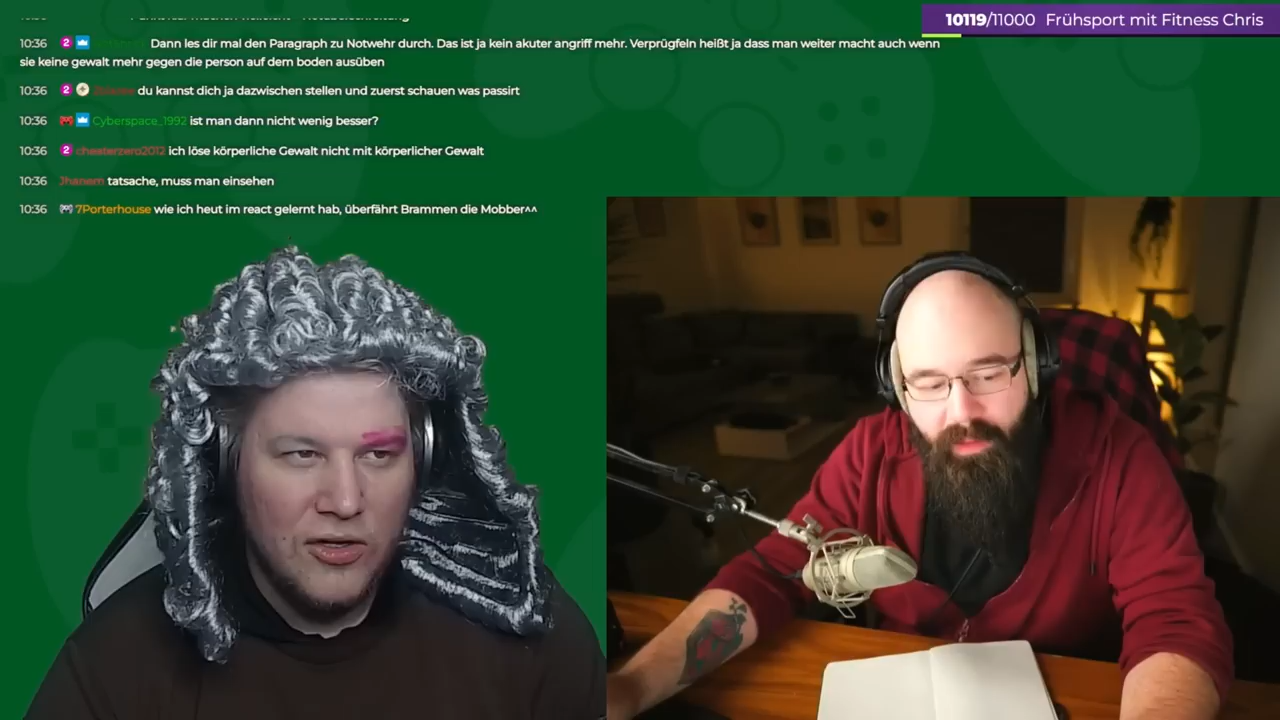 10119/11000 Frühsport mit Fitness Chris
10:36 2 Dann les dir mal den Paragraph zu Notwehr durch. Das ist ja kein akuter angriff mehr. Verprügfeln heißt ja dass man weiter macht auch wenn
sie keine gewalt mehr gegen die person auf dem boden ausüben
10:36 2 du kannst dich ja dazwischen stellen und zuerst schauen was passirt
10:36 Cyberspace_1992 ist man dann nicht wenig besser?
10:36 2 chesterzero2012 ich löse körperliche Gewalt nicht mit körperlicher Gewalt
10:36 Jhanem tatsache, muss man einsehen
10:36 7Porterhouse wie ich heut im react gelernt hab, überfährt Brammen die Mobber^^